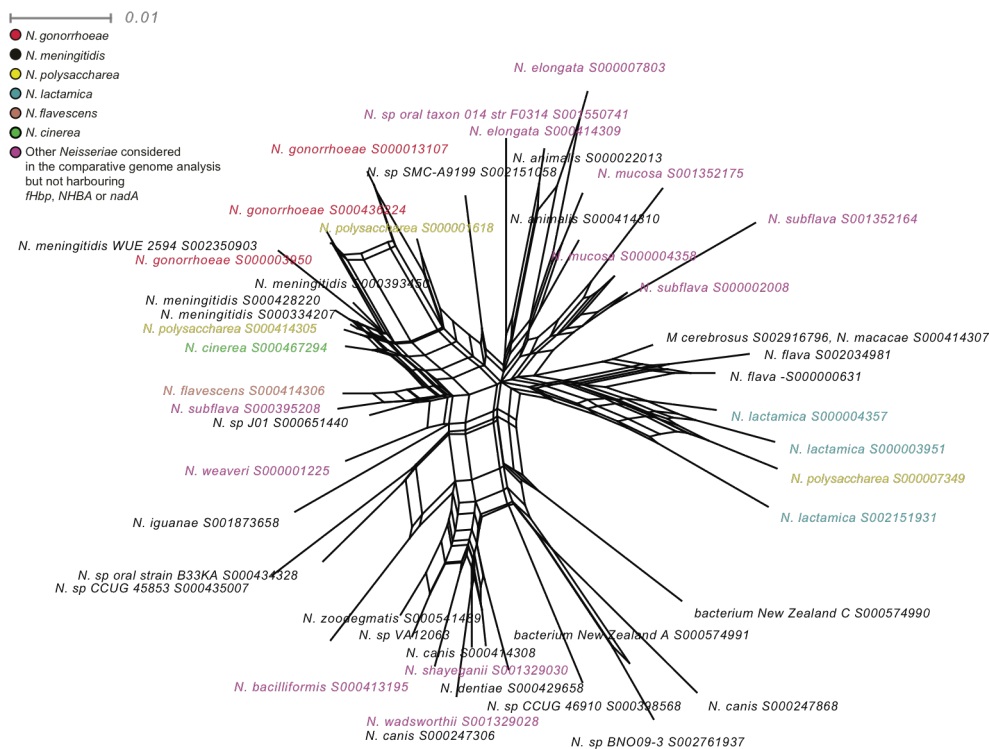 0.01
N. gonorrhoeae
N. meningitidis
N. polysaccharea
N. lactamica
N. flavescens
N. cinerea
Other Neisseriae considered
in the comparative genome analysis
but not harbouring
fHbp, NHBA or nadA
N. elongata S000007803
N. sp oral taxon 014 str F0314 S001550741
N. elongata S000414309
N. gonorrhoeae S000013107
N. animalis S000022013
N. sp SMC-A9199 S002151058
N. mucosa S001352175
N. gonorrhoeae S000436224
N. animalis S000414310
N. subflava S001352164
N. polysaccharea S000001618
N. meningitidis WUE 2594 S002350903
N. gonorrhoeae S000003950
N. mucosa S000004358
N. meningitidis S000393450
N. subflava S000002008
N. meningitidis S000428220
N. meningitidis S000334207
N. polysaccharea S000414305
M cerebrosus S002916796, N. macacae S000414307
N. cinerea S000467294
N. flava S002034981
N. flava -S000000631
N. flavescens S000414306
N. subflava S000395208
N. lactamica S000004357
N. sp J01 S000651440
N. lactamica S000003951
N. weaveri S000001225
N. polysaccharea S000007349
N. iguanae S001873658
N. lactamica S002151931
N. sp oral strain B33KA S000434328
N. sp CCUG 45853 S000435007
bacterium New Zealand C S000574990
N. zoodegmatis S000541489
N. sp VA12063
bacterium New Zealand A S000574991
N. canis S000414308
N. shayeganii S001329030
N. bacilliformis S000413195
N. dentiae S000429658
N. sp CCUG 46910 S000398568
N. canis S000247868
N. wadsworthii S001329028
N. canis S000247306
N. sp BNO09-3 S002761937